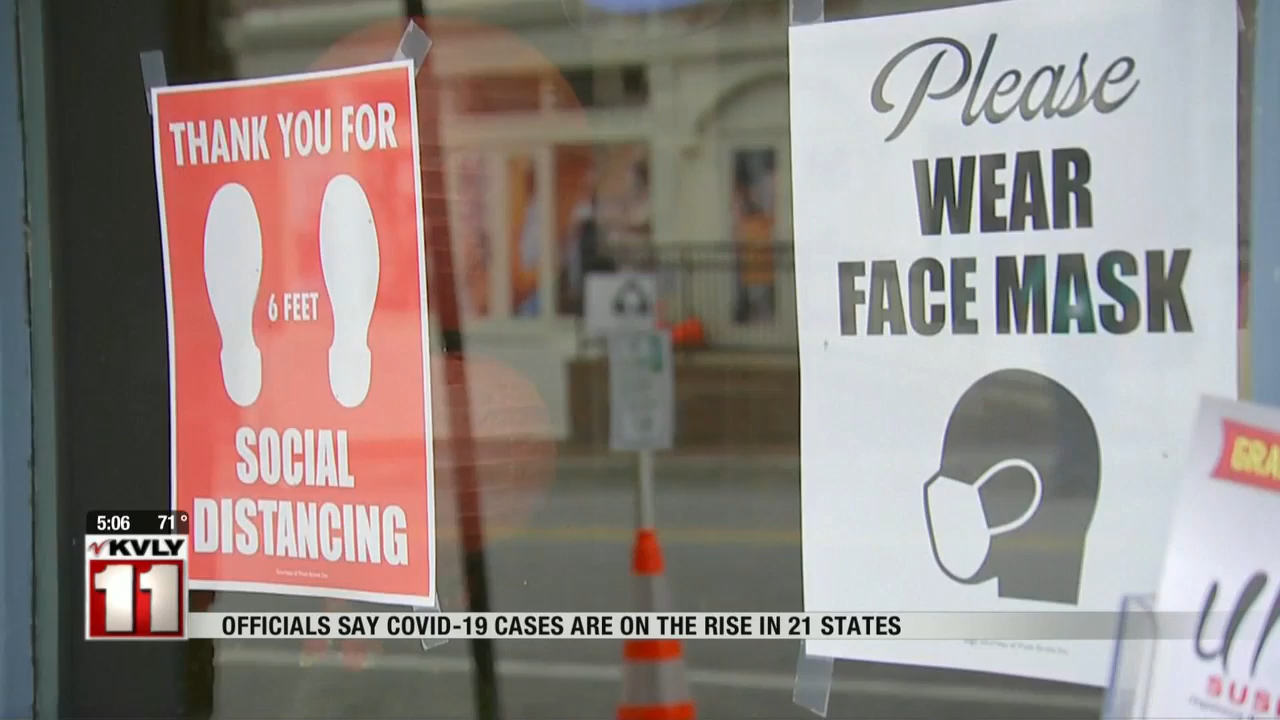 THANK YOU FOR
6 FEET
SOCIAL
DISTANCING
Please
WEAR
FACE MASK
5:06 71°
KVLY
11
OFFICIALS SAY COVID-19 CASES ARE ON THE RISE IN 21 STATES